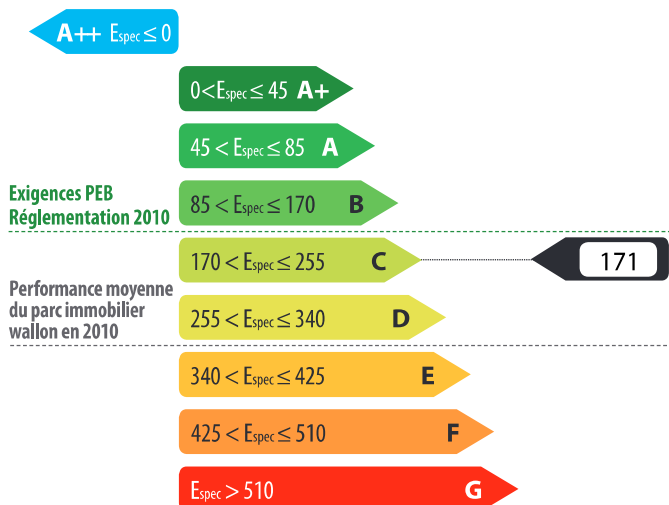 A++ Espec ≤ 0
0<Espec ≤ 45 A+
45 < Espec ≤ 85 A
Exigences PEB
Réglementation 2010
85 < Espec ≤ 170 B
170 < Espec ≤ 255 C
171
Performance moyenne
du parc immobilier
wallon en 2010
255 < Espec ≤ 340 D
340 < Espec ≤ 425 E
425 < Espec ≤ 510 F
Espec > 510 G